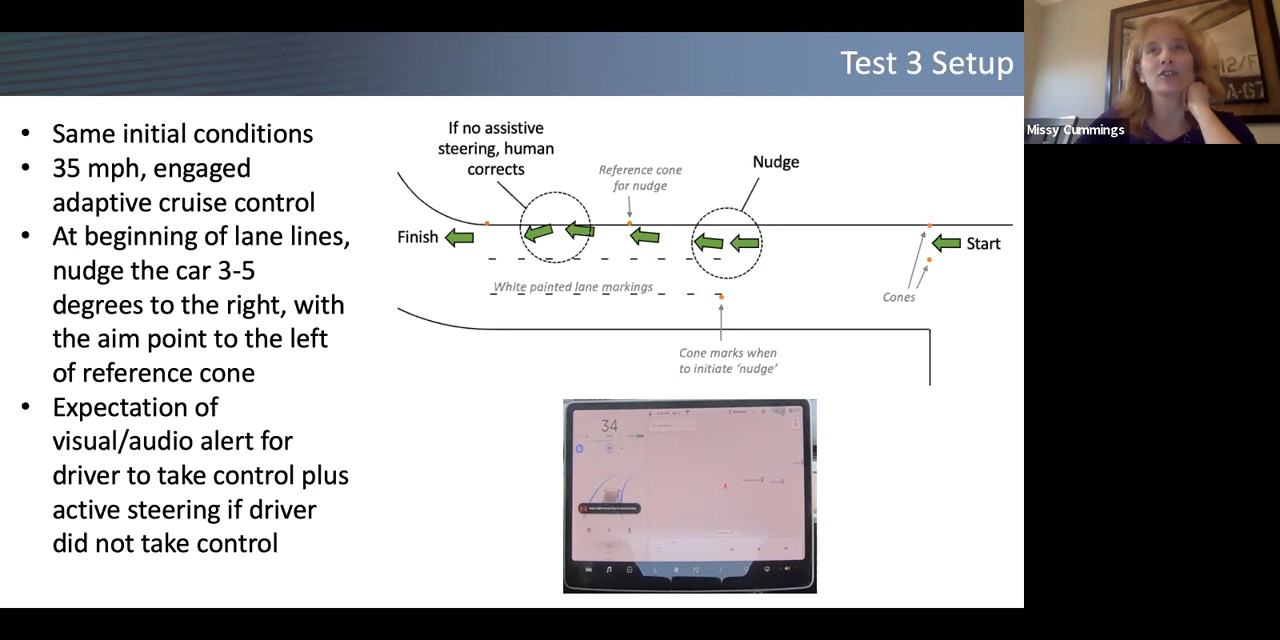 Test 3 Setup
• Same initial conditions
• 35 mph, engaged
adaptive cruise control
• At beginning of lane lines,
nudge the car 3-5
degrees to the right, with
the aim point to the left
of reference cone
• Expectation of
visual/audio alert for
driver to take control plus
active steering if driver
did not take control
If no assistive
steering, human
corrects
Reference cone
for nudge
Nudge
Finish
Start
White painted lane markings
Cones
Cone marks when
to initiate ‘nudge’
34
Missy Cummings
12/F
A-67